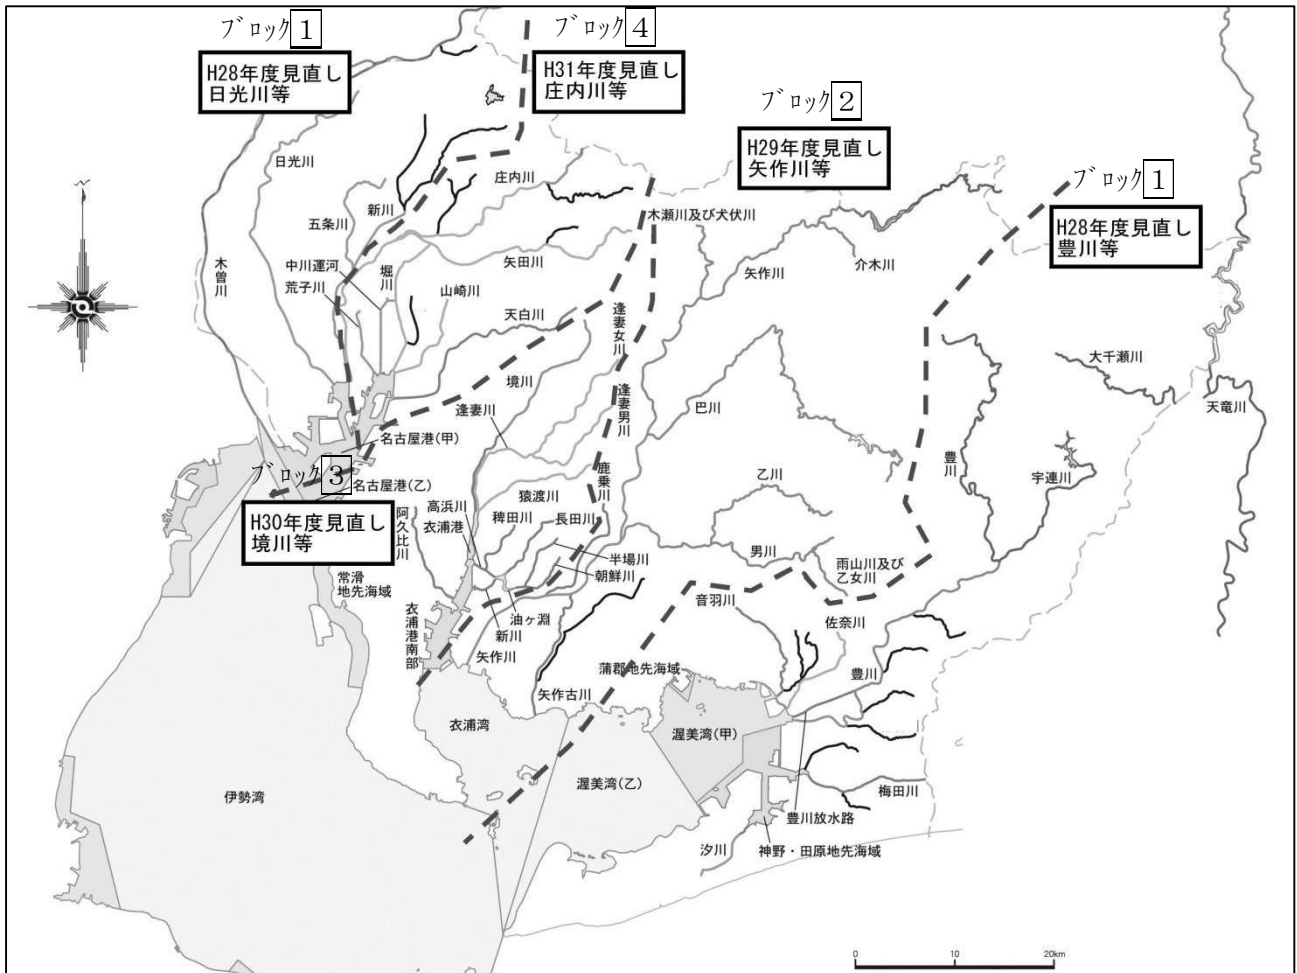 ブロック1
H28年度見直し
日光川等
ブロック4
H31年度見直し
庄内川等
ブロック2
H29年度見直し
矢作川等
ブロック1
H28年度見直し
豊川等
日光川
庄内川
新川
五条川
木瀬川及び犬伏川
中川運河
荒子川
木曽川
堀川
矢田川
山崎川
矢作川
介木川
天白川
逢妻女川
境川
逢妻川
逢妻男川
巴川
大千瀬川
天竜川
名古屋港(甲)
ブロック3
名古屋港(乙)
H30年度見直し
境川等
阿久比川
高浜川
衣浦港
猿渡川
稗田川
長田川
鹿乗川
乙川
豊川
宇連川
半場川
朝鮮川
男川
雨山川及び
乙女川
常滑
地先海域
衣浦港南部
油ヶ淵
新川
矢作川
音羽川
佐奈川
蒲郡地先海域
豊川
矢作古川
衣浦湾
渥美湾(甲)
伊勢湾
渥美湾(乙)
梅田川
豊川放水路
汐川
神野・田原地先海域
0 10 20km